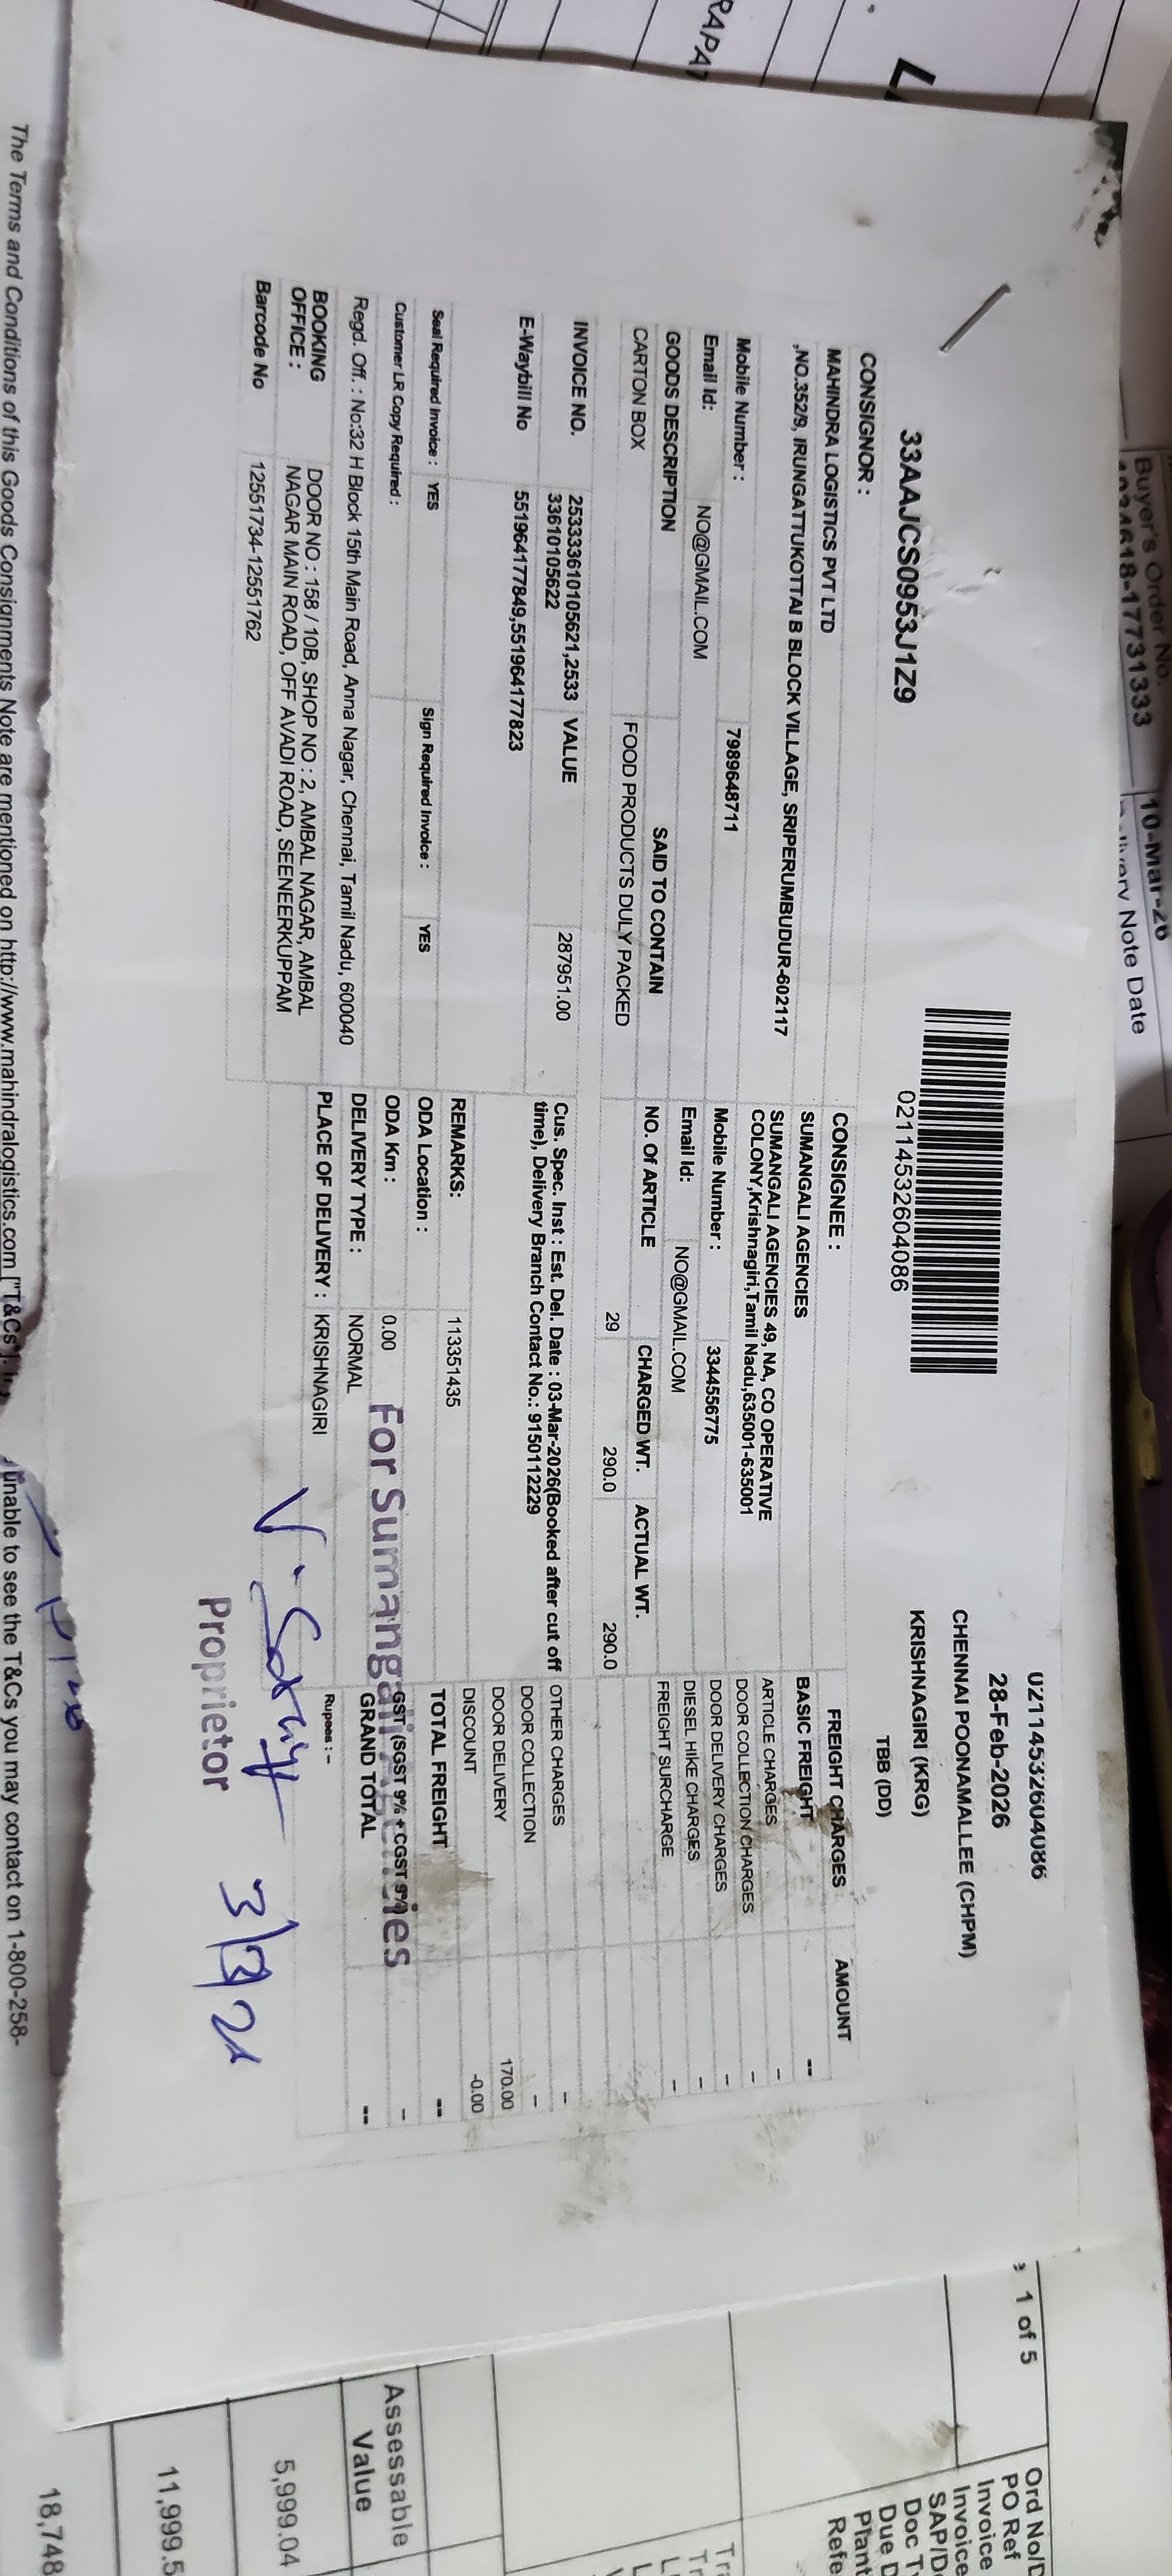 021145532604086
28-Feb-2026
CHENNAI POONAMALLEE (CHPM)
KRISHNAGIRI (KRG)
TBB (DD)
33AAJCS0953J1Z9
021145532604086
CONSIGNOR :
MAHINDRA LOGISTICS PVT LTD
,NO.352/9, IRUNGATTUKOTTAI B BLOCK VILLAGE, SRIPERUMBUDUR-602117
Mobile Number : 7989648711
Email Id: NO@GMAIL.COM
CONSIGNEE :
SUMANGALI AGENCIES
SUMANGALI AGENCIES 49, NA, CO OPERATIVE
COLONY,Krishnagiri,Tamil Nadu,635001-635001
Mobile Number : 3344556775
Email Id: NO@GMAIL.COM
GOODS DESCRIPTION SAID TO CONTAIN NO. Of ARTICLE CHARGED WT. ACTUAL WT.
CARTON BOX FOOD PRODUCTS DULY PACKED 29 290.0 290.0
INVOICE NO. 253333610105621,2533 VALUE 287951.00
33610105622
E-Waybill No 551964177849,551964177823
Cus. Spec. Inst : Est. Del. Date : 03-Mar-2026(Booked after cut off
time), Delivery Branch Contact No.: 9150112229
Seal Required Invoice : YES Sign Required Invoice : YES
Customer LR Copy Required :
Regd. Off. : No:32 H Block 15th Main Road, Anna Nagar, Chennai, Tamil Nadu, 600040
BOOKING
OFFICE :
DOOR NO : 158 / 10B, SHOP NO : 2, AMBAL NAGAR, AMBAL
NAGAR MAIN ROAD, OFF AVADI ROAD, SEENEERKUPPAM
Barcode No 12551734-12551762
REMARKS: 113351435
ODA Location :
ODA Km : 0.00
DELIVERY TYPE : NORMAL
PLACE OF DELIVERY : KRISHNAGIRI
FREIGHT CHARGES AMOUNT
BASIC FREIGHT --
ARTICLE CHARGES --
DOOR COLLECTION CHARGES --
DOOR DELIVERY CHARGES --
DIESEL HIKE CHARGES --
FREIGHT SURCHARGE --
OTHER CHARGES --
DOOR COLLECTION --
DOOR DELIVERY 170.00
DISCOUNT -0.00
TOTAL FREIGHT --
GST (SGST 9% + CGST 9%) --
GRAND TOTAL --
Rupees :-
For Sumangali Agencies
Proprietor
The Terms and Conditions of this Goods Consignments Note are mentioned on http://www.mahindralogistics.com ["T&Cs"].
unable to see the T&Cs you may contact on 1-800-258-
Buyer's Order No.
10-Mar-26
Note Date
1 of 5
Ord No/D
PO Ref
Invoice
Invoice
SAP/D
Doc T
Due D
Plant
Refe
Assessable
Value
5,999.04
11,999.5
18,748